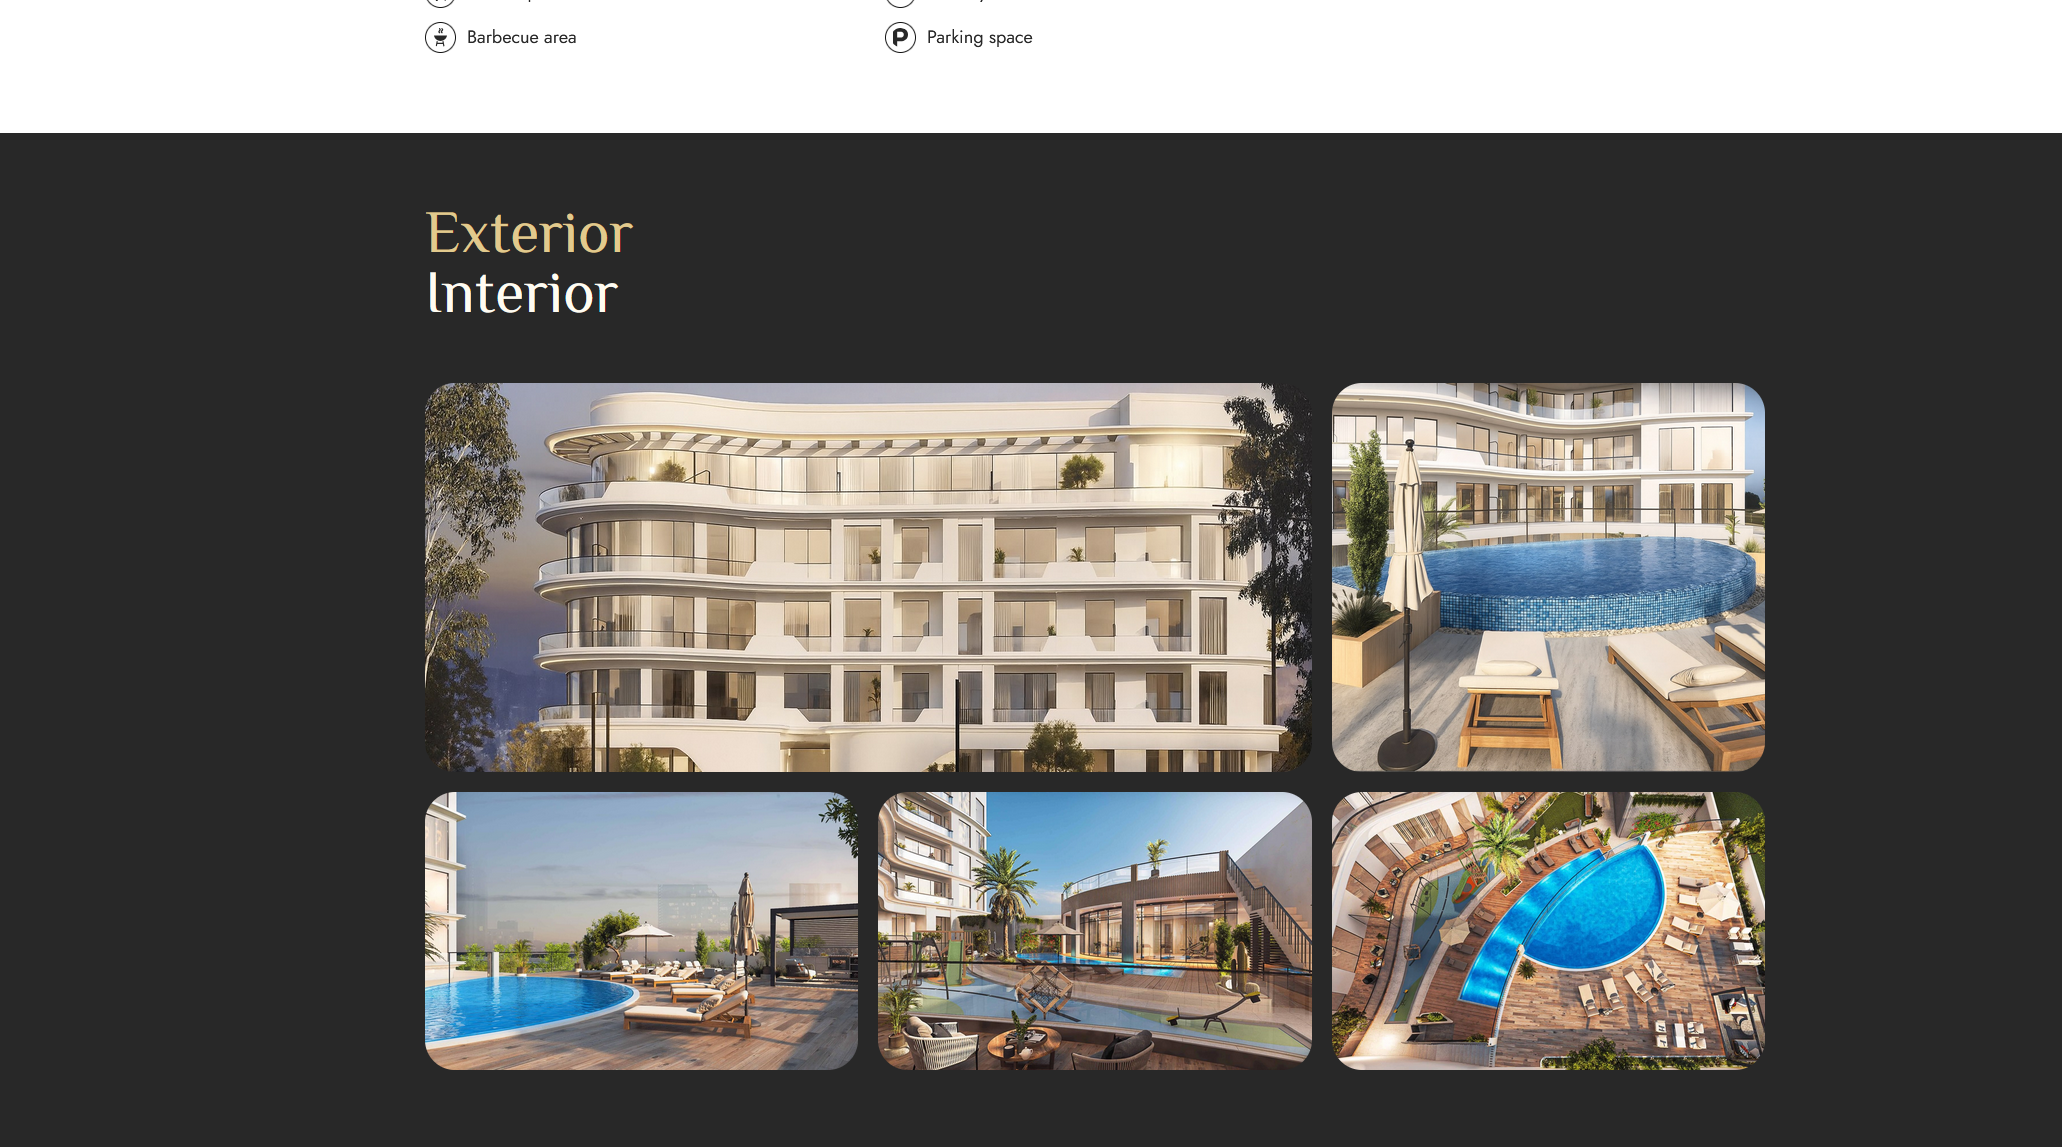 Barbecue area
Parking space
Exterior
Interior